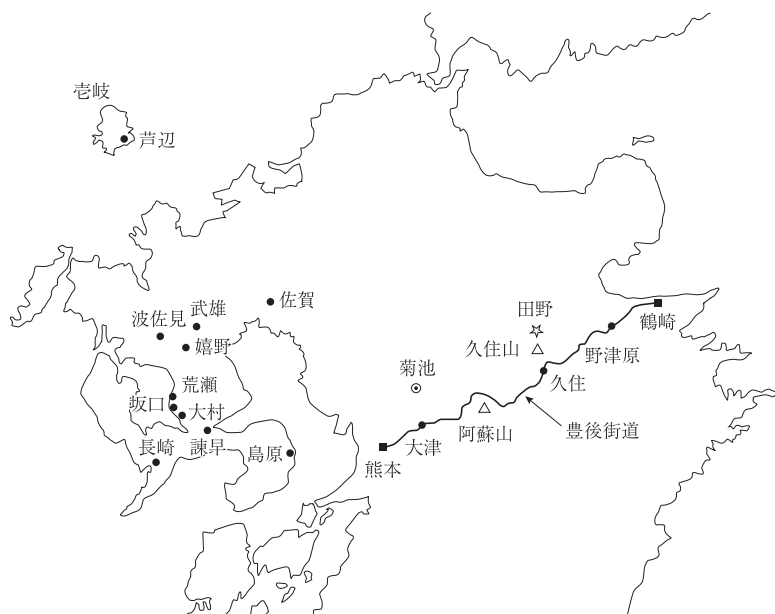 壱岐
芦辺
佐賀
武雄
波佐見
嬉野
田野
久住山
鶴崎
野津原
久住
菊池
荒瀬
坂口
大村
諫早
長崎
島原
大津
阿蘇山
豊後街道
熊本